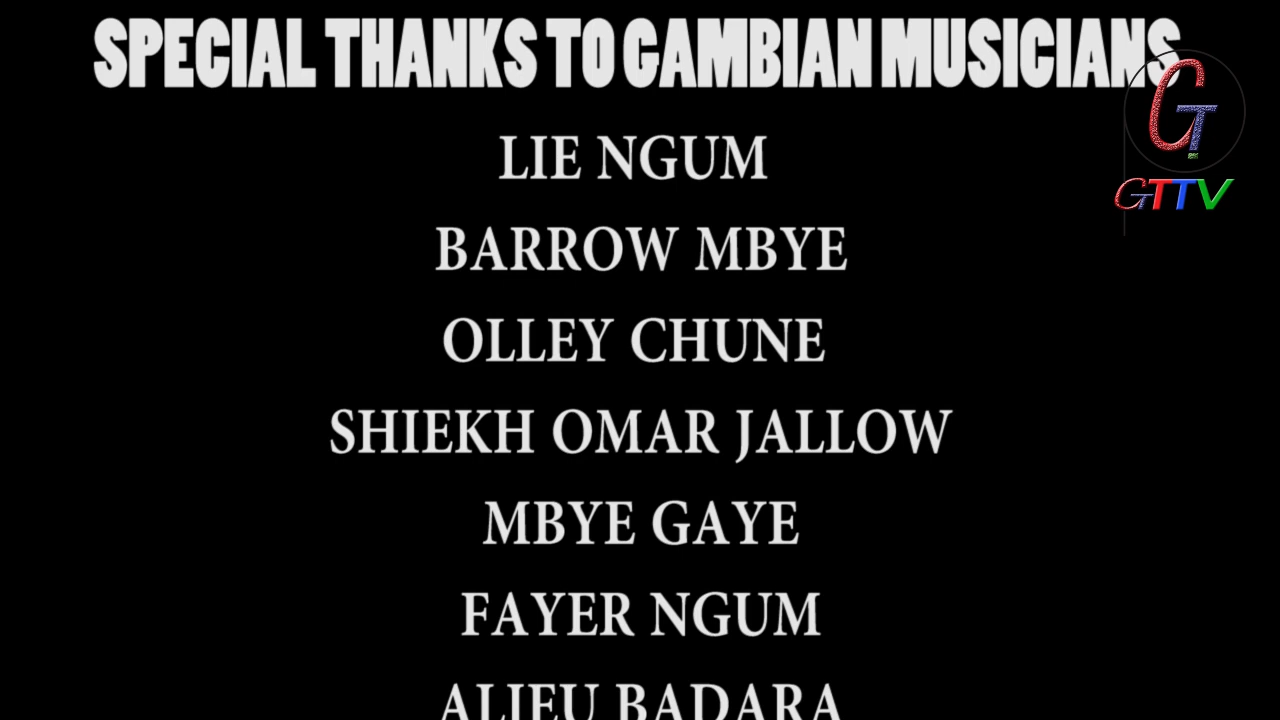 SPECIAL THANKS TO GAMBIAN MUSICIANS
GT
GTTV
LIE NGUM
BARROW MBYE
OLLEY CHUNE
SHIEKH OMAR JALLOW
MBYE GAYE
FAYER NGUM
ALIEU BADARA